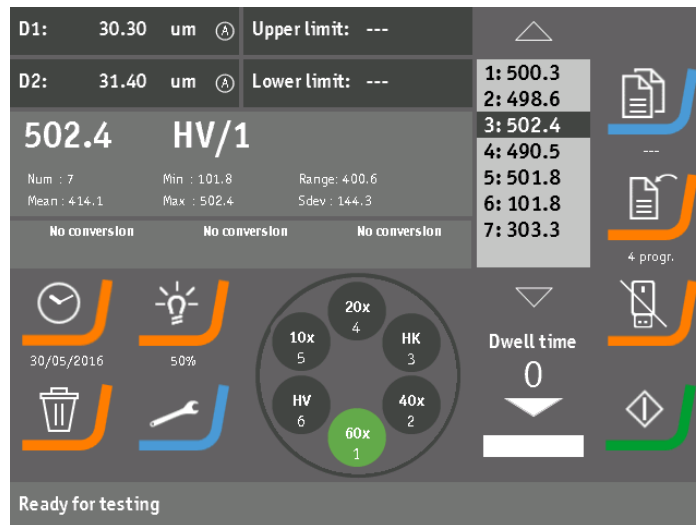 D1: 30.30 um A Upper limit: ---
D2: 31.40 um A Lower limit: ---
502.4 HV/1
Num : 7 Min : 101.8 Range: 400.6
Mean : 414.1 Max : 502.4 Sdev : 144.3
No conversion No conversion No conversion
1: 500.3
2: 498.6
3: 502.4
4: 490.5
5: 501.8
6: 101.8
7: 303.3
---
4 progr.
30/05/2016
50%
20x
4
10x
5
HK
3
HV
6
40x
2
60x
1
Dwell time
0
Ready for testing